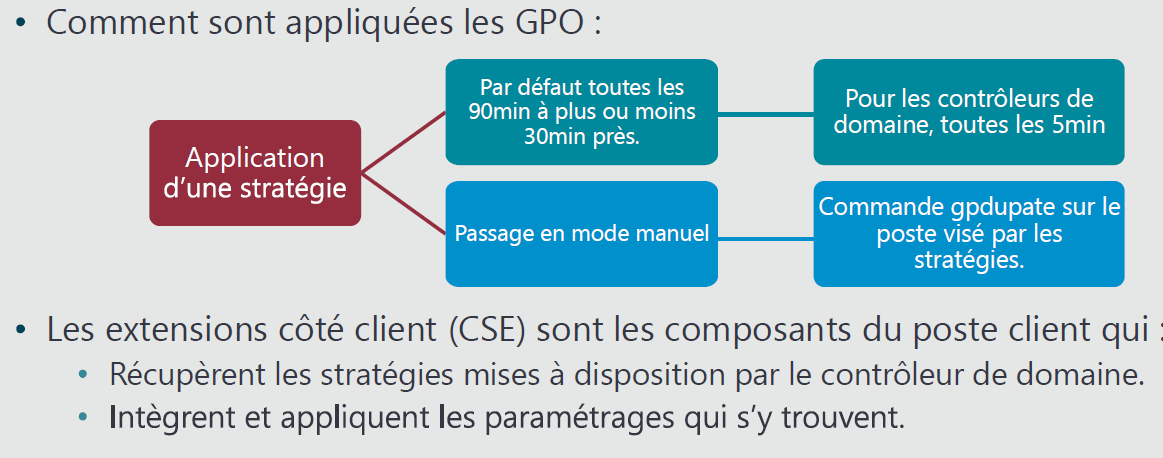 • Comment sont appliquées les GPO :
Application
d'une stratégie
Par défaut toutes les
90min à plus ou moins
30min près.
Pour les contrôleurs de
domaine, toutes les 5min
Passage en mode manuel
Commande gpdupate sur le
poste visé par les
stratégies.
• Les extensions côté client (CSE) sont les composants du poste client qui :
• Récupèrent les stratégies mises à disposition par le contrôleur de domaine.
• Intègrent et appliquent les paramétrages qui s'y trouvent.